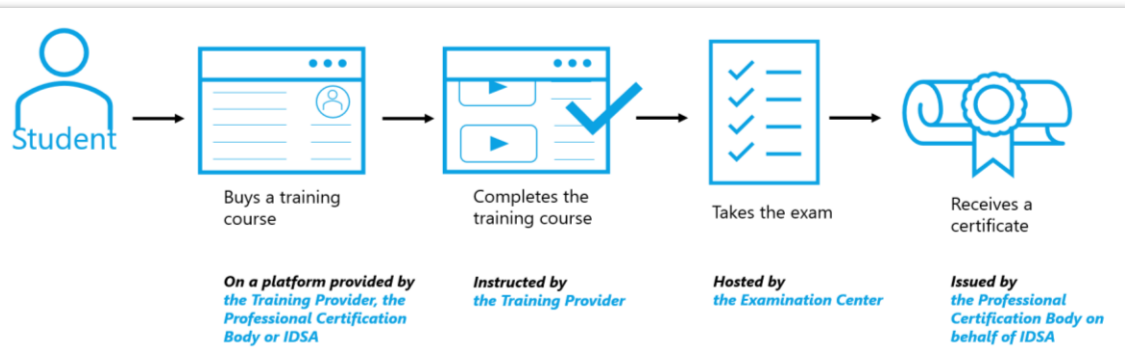 Student
Buys a training
course
Completes the
training course
Takes the exam
Receives a
certificate
On a platform provided by
the Training Provider, the
Professional Certification
Body or IDSA
Instructed by
the Training Provider
Hosted by
the Examination Center
Issued by
the Professional
Certification Body on
behalf of IDSA